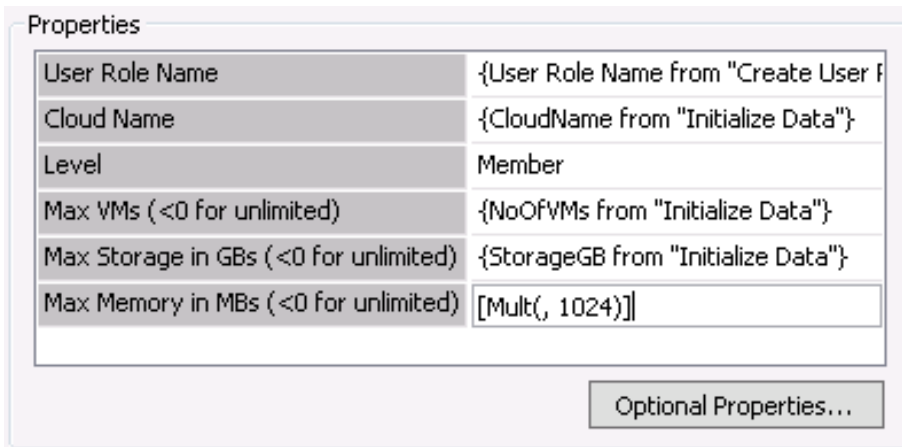 Properties
User Role Name {User Role Name from "Create User
Cloud Name {CloudName from "Initialize Data"}
Level Member
Max VMs (<0 for unlimited) {NoOfVMs from "Initialize Data"}
Max Storage in GBs (<0 for unlimited) {StorageGB from "Initialize Data"}
Max Memory in MBs (<0 for unlimited) [Mult(, 1024)]
Optional Properties...